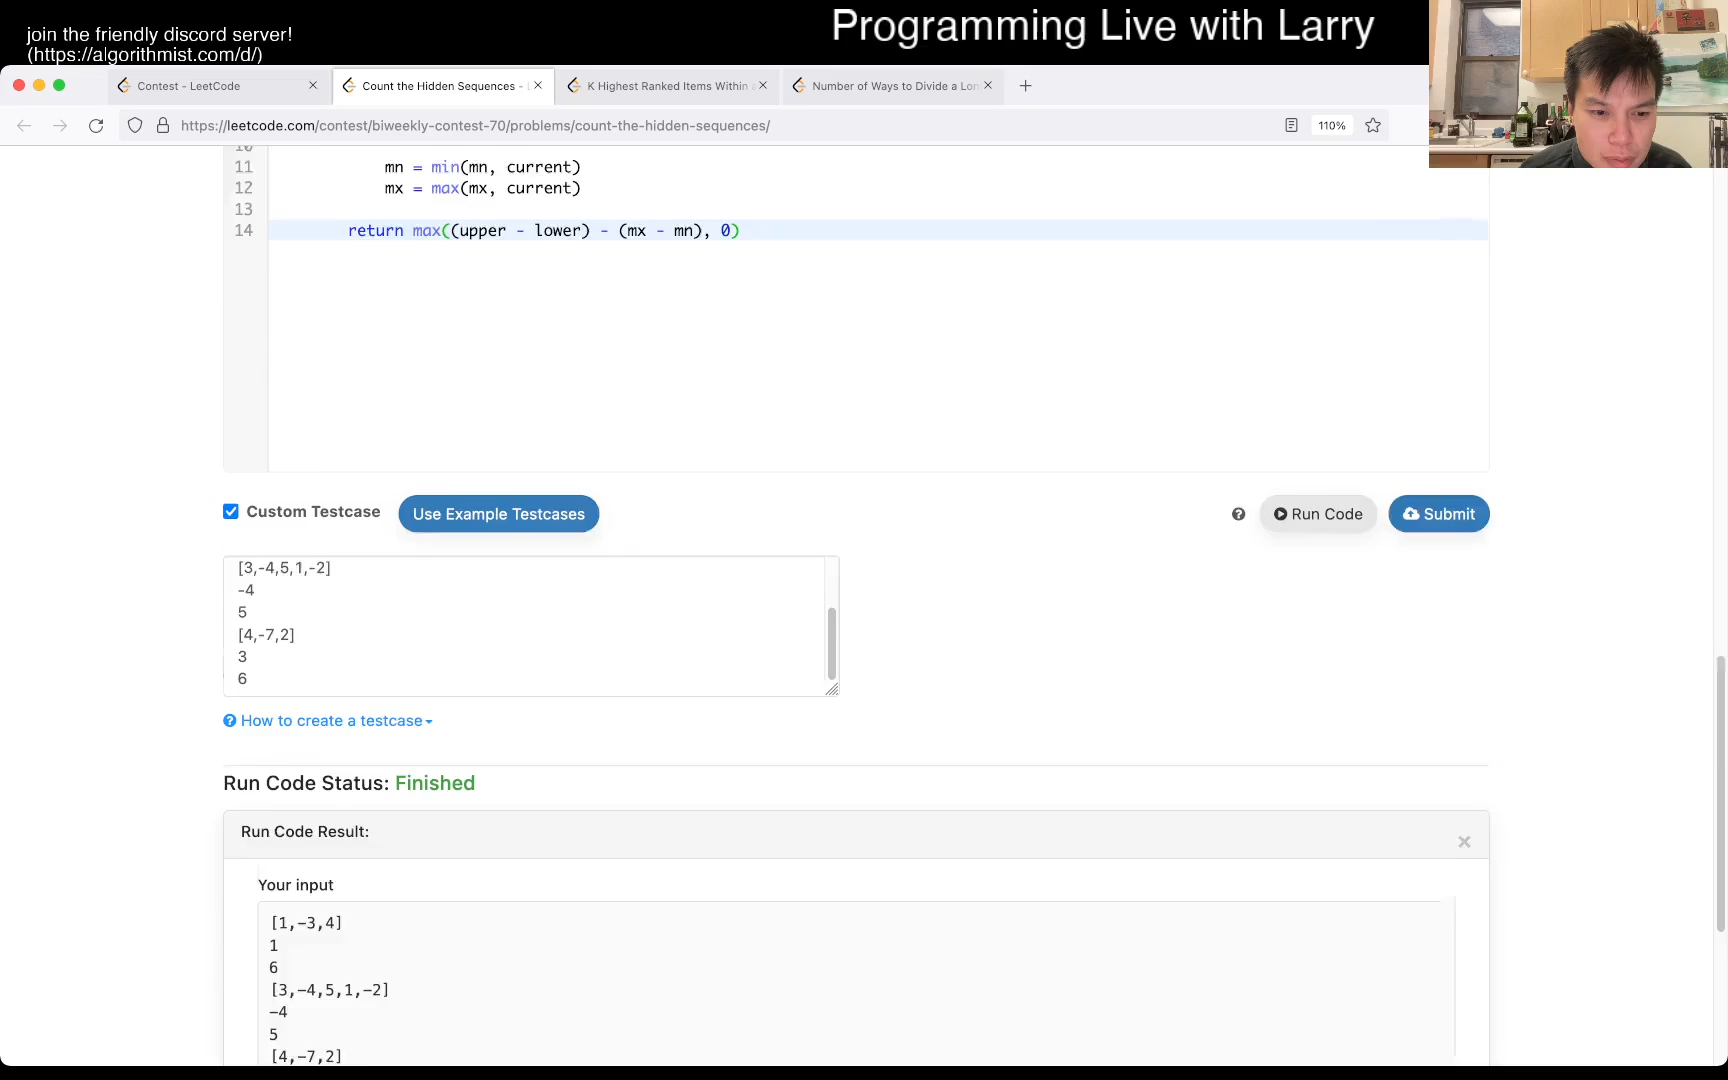 join the friendly discord server!
(https://algorithmist.com/d/)
Programming Live with Larry
Contest - LeetCode
Count the Hidden Sequences -
K Highest Ranked Items Within
Number of Ways to Divide a Lon
https://leetcode.com/contest/biweekly-contest-70/problems/count-the-hidden-sequences/
110%
10
11 mn = min(mn, current)
12 mx = max(mx, current)
13
14 return max((upper - lower) - (mx - mn), 0)
Custom Testcase
Use Example Testcases
Run Code
Submit
[3,-4,5,1,-2]
-4
5
[4,-7,2]
3
6
How to create a testcase
Run Code Status: Finished
Run Code Result:
Your input
[1,-3,4]
1
6
[3,-4,5,1,-2]
-4
5
[4,-7,2]